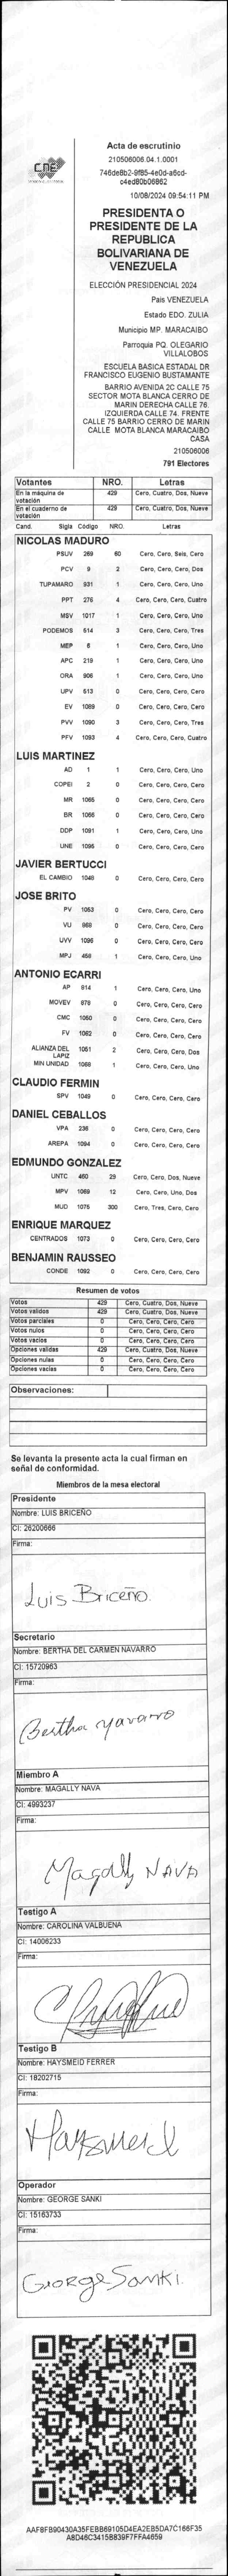 CNE
Acta de escrutinio
210506006.04.1.0001
746de8b2-9f85-4e0d-a6cd-
c4ed80b06862
10/08/2024 09:54:11 PM
PRESIDENTA O
PRESIDENTE DE LA
REPUBLICA
BOLIVARIANA DE
VENEZUELA
ELECCIÓN PRESIDENCIAL 2024
Pais VENEZUELA
Estado EDO. ZULIA
Municipio MP. MARACAIBO
Parroquia PQ. OLEGARIO
VILLALOBOS
ESCUELA BASICA ESTADAL DR
FRANCISCO EUGENIO BUSTAMANTE
BARRIO AVENIDA 2C CALLE 75
SECTOR MOTA BLANCA CERRO DE
MARIN DERECHA CALLE 76.
IZQUIERDA CALLE 74. FRENTE
CALLE 75 BARRIO CERRO DE MARIN
CALLE MOTA BLANCA MARACAIBO
CASA
210506006
791 Electores
Votantes NRO. Letras
En la máquina de votación 429 Cero, Cuatro, Dos, Nueve
En el cuaderno de votación 429 Cero, Cuatro, Dos, Nueve
Cand. Sigla Código NRO. Letras
NICOLAS MADURO
PSUV 269 60 Cero, Cero, Seis, Cero
PCV 9 2 Cero, Cero, Cero, Dos
TUPAMARO 931 1 Cero, Cero, Cero, Uno
PPT 276 4 Cero, Cero, Cero, Cuatro
MSV 1017 1 Cero, Cero, Cero, Uno
PODEMOS 514 3 Cero, Cero, Cero, Tres
MEP 6 1 Cero, Cero, Cero, Uno
APC 219 1 Cero, Cero, Cero, Uno
ORA 906 1 Cero, Cero, Cero, Uno
UPV 513 0 Cero, Cero, Cero, Cero
EV 1089 0 Cero, Cero, Cero, Cero
PVV 1090 3 Cero, Cero, Cero, Tres
PFV 1093 4 Cero, Cero, Cero, Cuatro
LUIS MARTINEZ
AD 1 1 Cero, Cero, Cero, Uno
COPEI 2 0 Cero, Cero, Cero, Cero
MR 1065 0 Cero, Cero, Cero, Cero
BR 1066 0 Cero, Cero, Cero, Cero
DDP 1091 1 Cero, Cero, Cero, Uno
UNE 1095 0 Cero, Cero, Cero, Cero
JAVIER BERTUCCI
EL CAMBIO 1048 0 Cero, Cero, Cero, Cero
JOSE BRITO
PV 1053 0 Cero, Cero, Cero, Cero
VU 868 0 Cero, Cero, Cero, Cero
UVV 1096 0 Cero, Cero, Cero, Cero
MPJ 458 1 Cero, Cero, Cero, Uno
ANTONIO ECARRI
AP 814 1 Cero, Cero, Cero, Uno
MOVEV 878 0 Cero, Cero, Cero, Cero
CMC 1050 0 Cero, Cero, Cero, Cero
FV 1062 0 Cero, Cero, Cero, Cero
ALIANZA DEL LAPIZ 1051 2 Cero, Cero, Cero, Dos
MIN UNIDAD 1068 1 Cero, Cero, Cero, Uno
CLAUDIO FERMIN
SPV 1049 0 Cero, Cero, Cero, Cero
DANIEL CEBALLOS
VPA 236 0 Cero, Cero, Cero, Cero
AREPA 1094 0 Cero, Cero, Cero, Cero
EDMUNDO GONZALEZ
UNTC 460 29 Cero, Cero, Dos, Nueve
MPV 1069 12 Cero, Cero, Uno, Dos
MUD 1075 300 Cero, Tres, Cero, Cero
ENRIQUE MARQUEZ
CENTRADOS 1073 0 Cero, Cero, Cero, Cero
BENJAMIN RAUSSEO
CONDE 1092 0 Cero, Cero, Cero, Cero
Resumen de votos
Votos 429 Cero, Cuatro, Dos, Nueve
Votos validos 429 Cero, Cuatro, Dos, Nueve
Votos parciales 0 Cero, Cero, Cero, Cero
Votos nulos 0 Cero, Cero, Cero, Cero
Votos vacios 0 Cero, Cero, Cero, Cero
Opciones validas 429 Cero, Cuatro, Dos, Nueve
Opciones nulas 0 Cero, Cero, Cero, Cero
Opciones vacias 0 Cero, Cero, Cero, Cero
Observaciones:
Se levanta la presente acta la cual firman en
señal de conformidad.
Miembros de la mesa electoral
Presidente
Nombre: LUIS BRICEÑO
CI: 26200666
Firma:
Luis Briceño.
Secretario
Nombre: BERTHA DEL CARMEN NAVARRO
CI: 15720963
Firma:
Bertha Navarro
Miembro A
Nombre: MAGALLY NAVA
CI: 4993237
Firma:
Magally NAVA
Testigo A
Nombre: CAROLINA VALBUENA
CI: 14006233
Firma:
Testigo B
Nombre: HAYSMEID FERRER
CI: 18202715
Firma:
Haysmeid
Operador
Nombre: GEORGE SANKI
CI: 15163733
Firma:
George Sanki.
AAF8FB90430A35FEBB69105D4EA2EB5DA7C166F35
A8D46C3415B839F7FFA4659